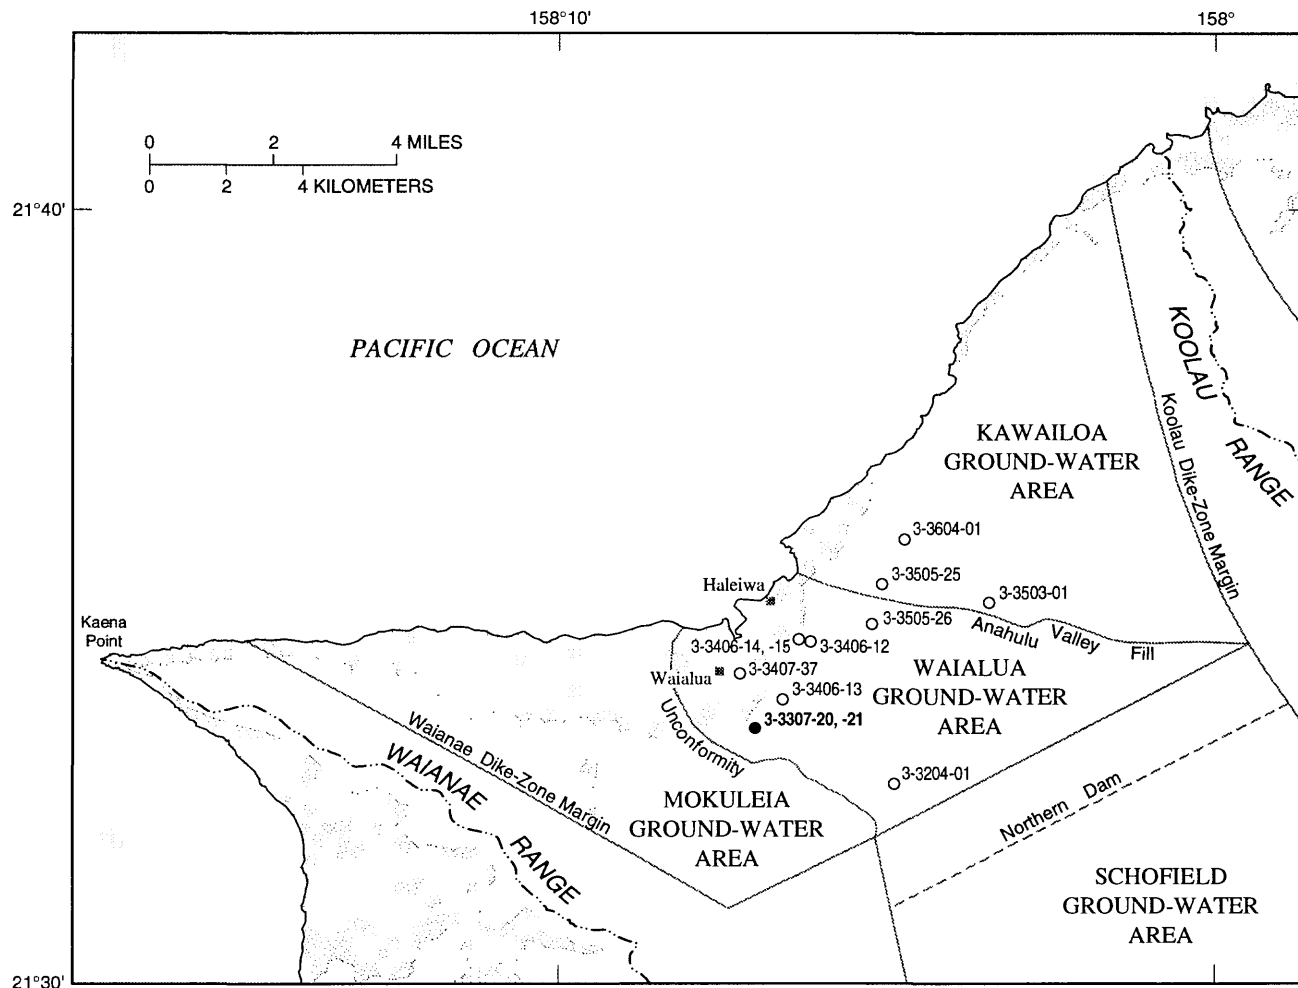 158°10'
158°
0 2 4 MILES
0 2 4 KILOMETERS
21°40'
PACIFIC OCEAN
KOOLAU
RANGE
Koolau Dike-Zone Margin
KAWAILOA
GROUND-WATER
AREA
3-3604-01
3-3505-25
3-3503-01
Haleiwa
3-3505-26
Anahulu Valley Fill
Kaena
Point
3-3406-14, -15
3-3406-12
WAIALUA
GROUND-WATER
AREA
Waialua
3-3407-37
3-3406-13
3-3307-20, -21
Unconformity
Waianae Dike-Zone Margin
WAIANAE
RANGE
3-3204-01
MOKULEIA
GROUND-WATER
AREA
Northern Dam
SCHOFIELD
GROUND-WATER
AREA
21°30'